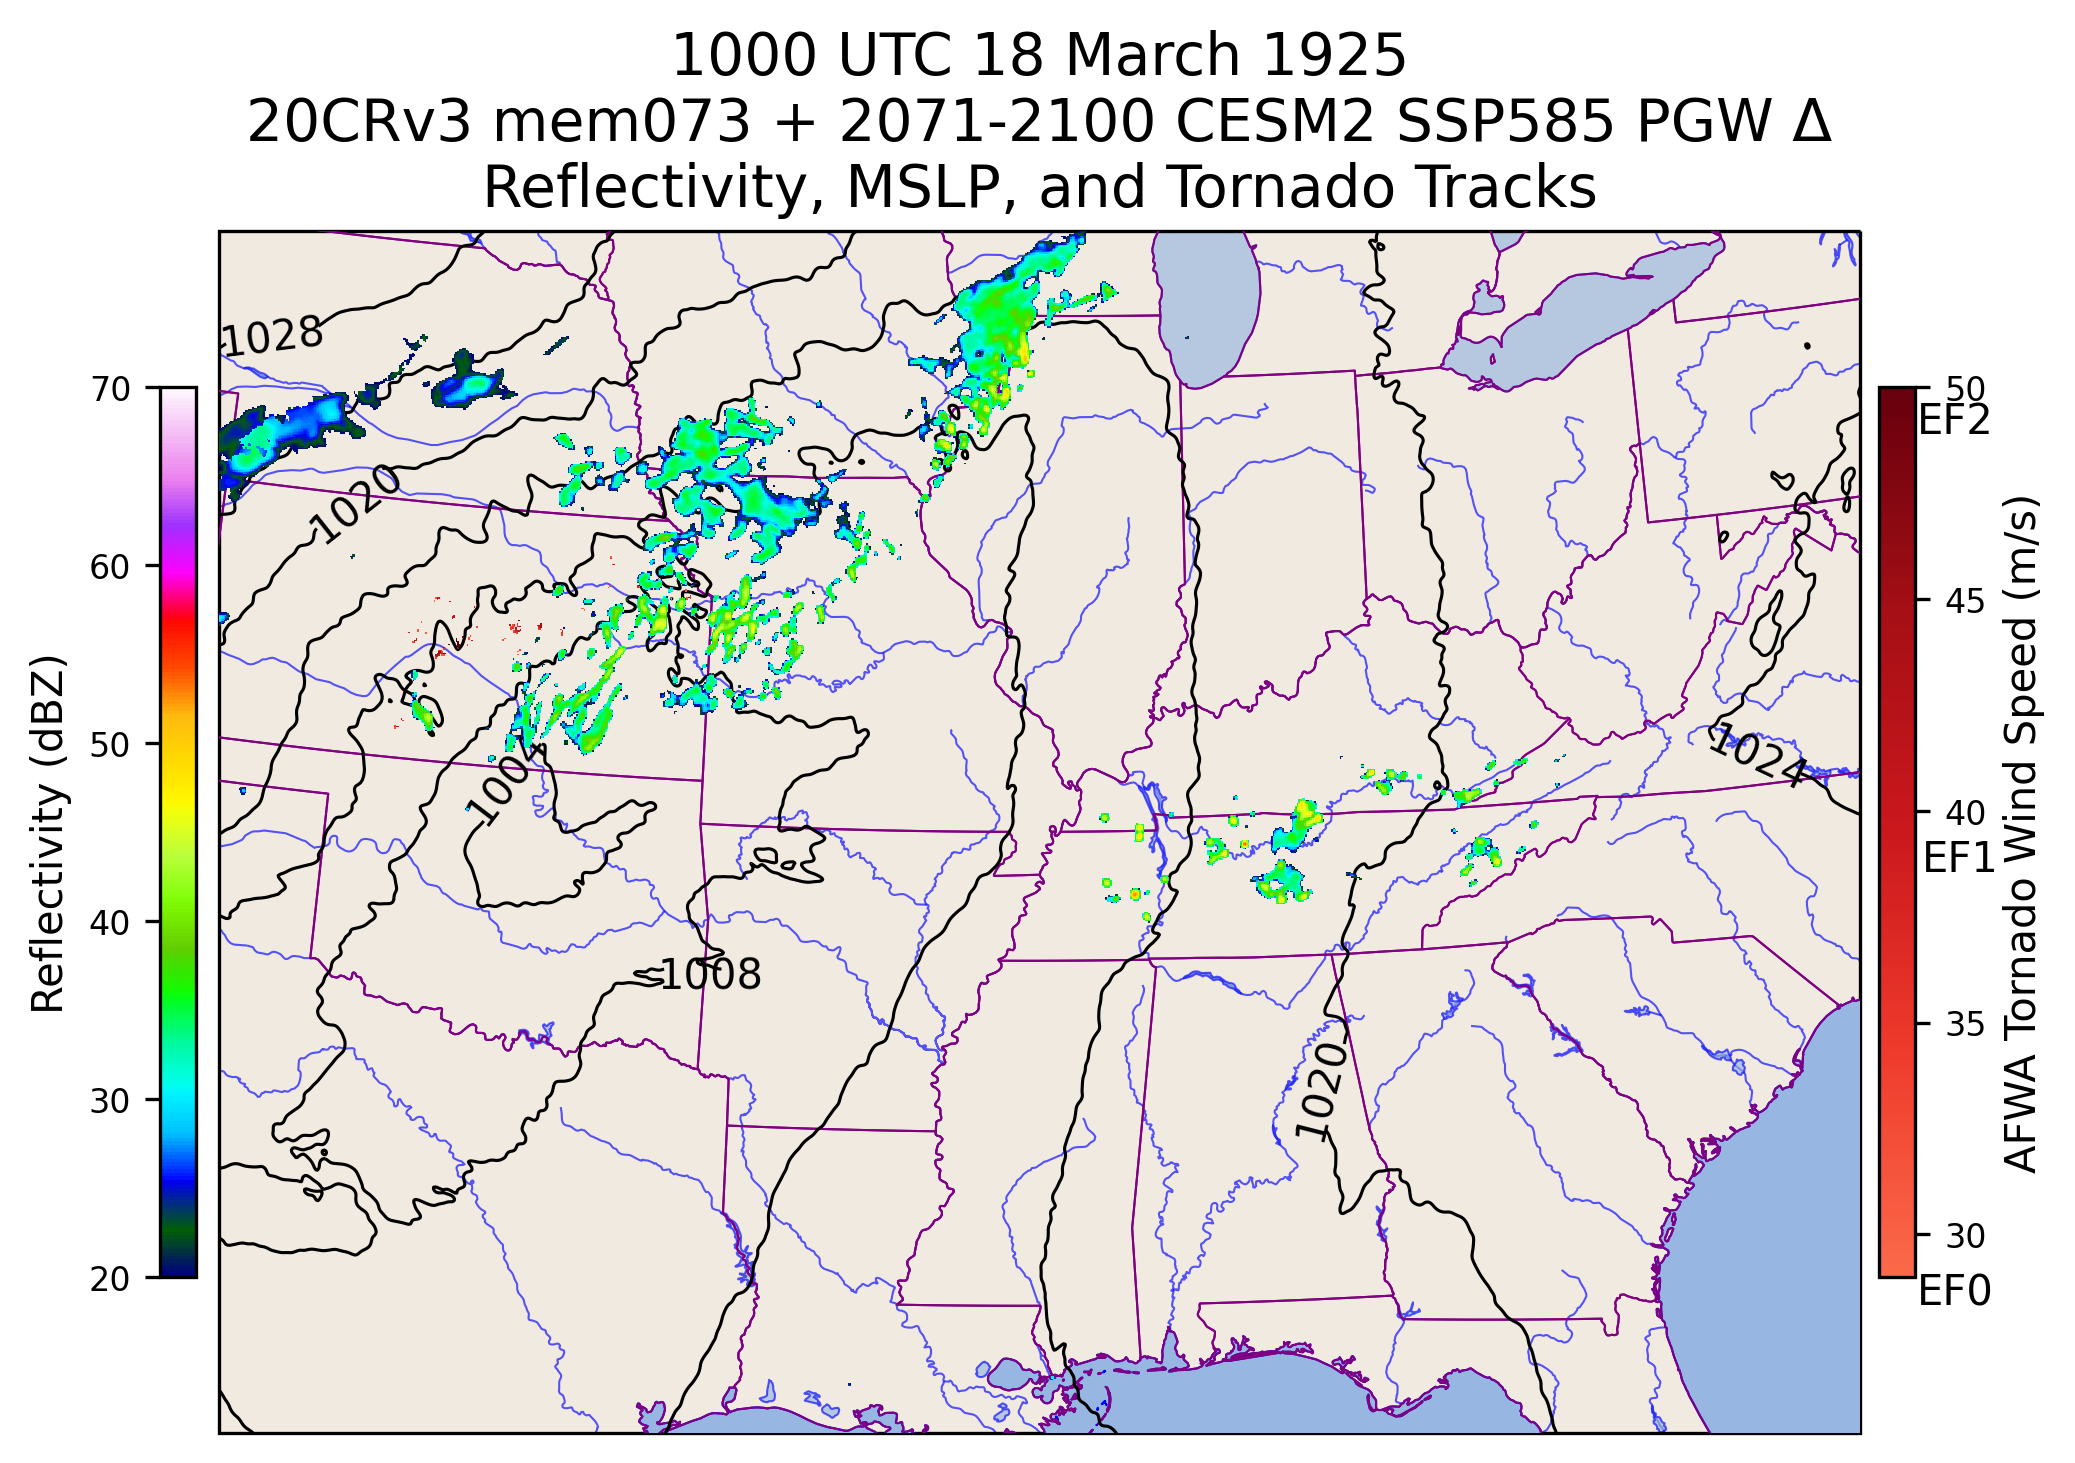 1000 UTC 18 March 1925
20CRv3 mem073 + 2071-2100 CESM2 SSP585 PGW Δ
Reflectivity, MSLP, and Tornado Tracks
Reflectivity (dBZ)
70
60
50
40
30
20
1028
1020
1004
1008
1020
1024
50
EF2
45
40
EF1
35
30
EF0
AFWA Tornado Wind Speed (m/s)